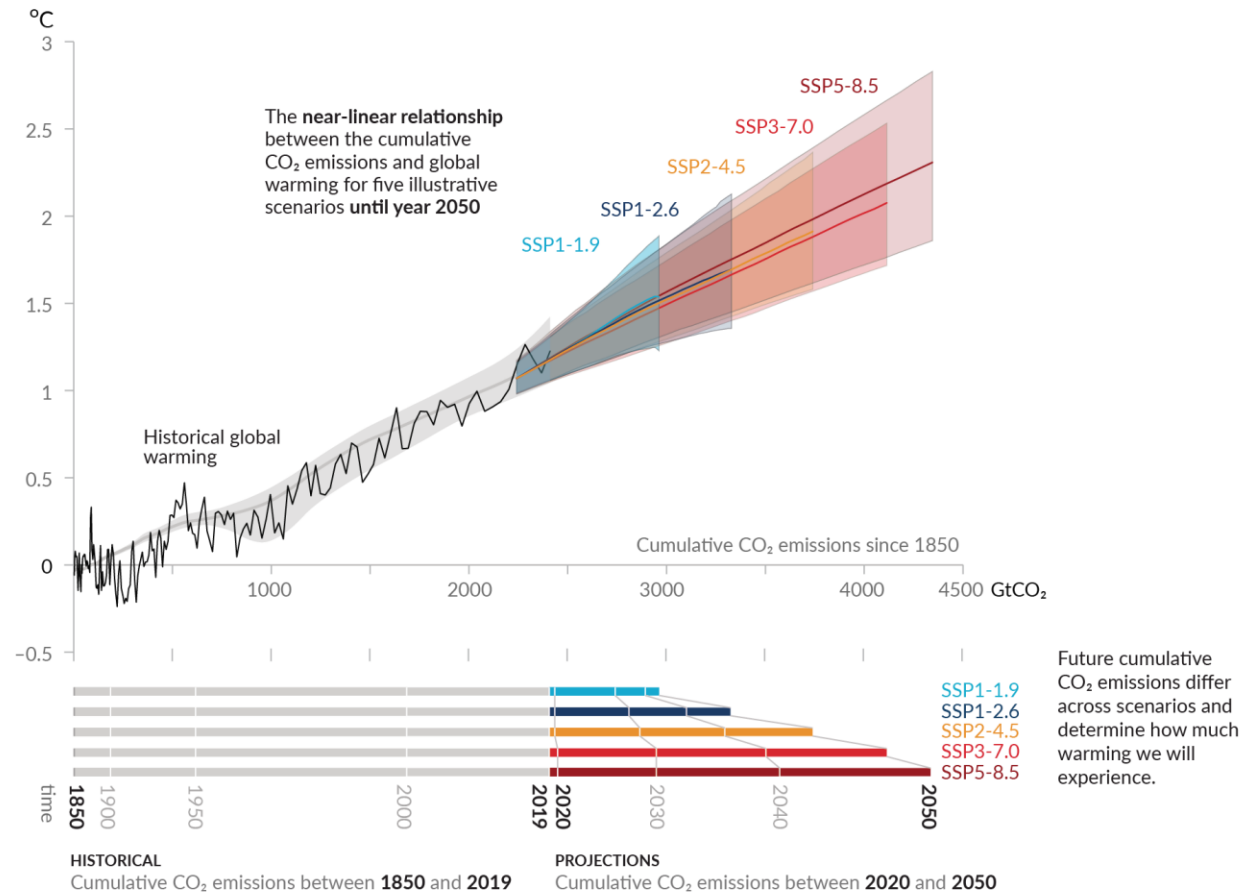 °C
3
2.5
2
1.5
1
0.5
0
−0.5
The near-linear relationship
between the cumulative
CO₂ emissions and global
warming for five illustrative
scenarios until year 2050
SSP5-8.5
SSP3-7.0
SSP2-4.5
SSP1-2.6
SSP1-1.9
Historical global
warming
Cumulative CO₂ emissions since 1850
1000
2000
3000
4000
4500 GtCO₂
SSP1-1.9
SSP1-2.6
SSP2-4.5
SSP3-7.0
SSP5-8.5
Future cumulative
CO₂ emissions differ
across scenarios and
determine how much
warming we will
experience.
time
1850
1900
1950
2000
2019
2020
2030
2040
2050
HISTORICAL
Cumulative CO₂ emissions between 1850 and 2019
PROJECTIONS
Cumulative CO₂ emissions between 2020 and 2050